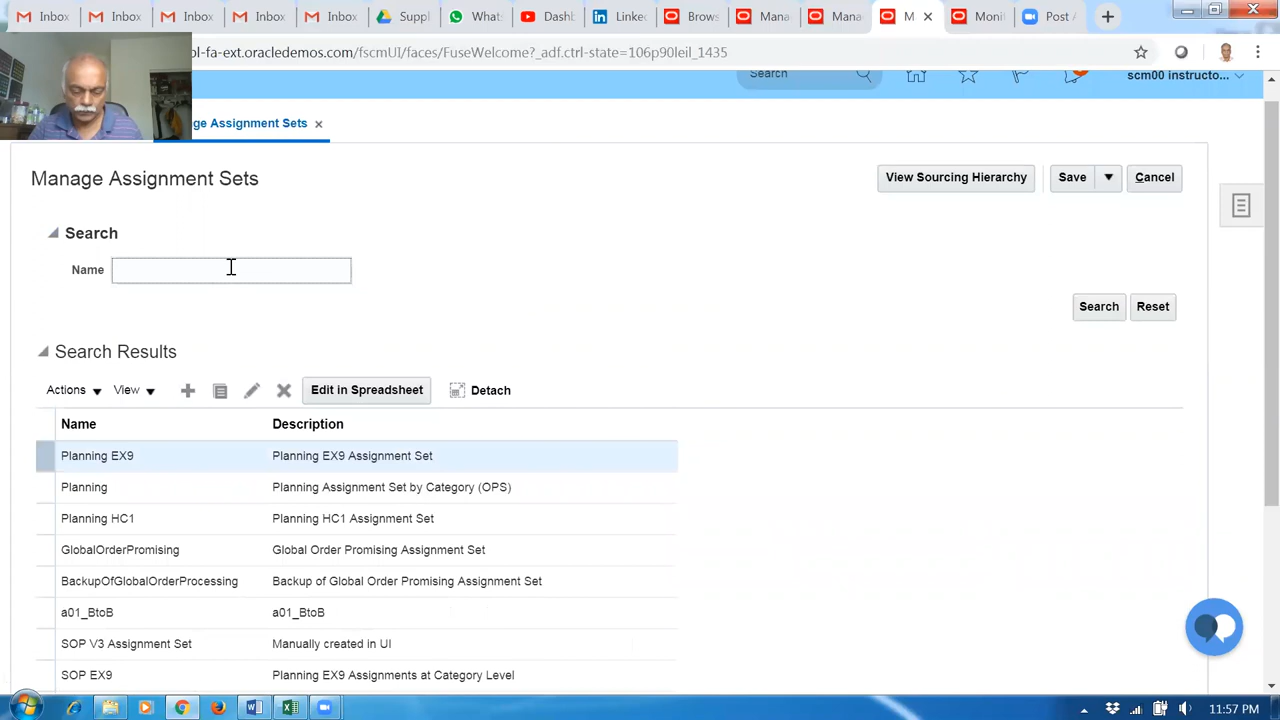 Inbox Inbox Inbox Inbox Inbox Suppl What Da Linke Brow Mana Mana M × Monit Post A
ol-fa-ext.oracledemos.com/fscmUI/faces/FuseWelcome?_adf.ctrl-state=106p90leil_1435
Search scm00 instructo...
ge Assignment Sets ×
Manage Assignment Sets View Sourcing Hierarchy Save Cancel
Search
Name
Search Reset
Search Results
Actions View Edit in Spreadsheet Detach
Name Description
Planning EX9 Planning EX9 Assignment Set
Planning Planning Assignment Set by Category (OPS)
Planning HC1 Planning HC1 Assignment Set
GlobalOrderPromising Global Order Promising Assignment Set
BackupOfGlobalOrderProcessing Backup of Global Order Promising Assignment Set
a01_BtoB a01_BtoB
SOP V3 Assignment Set Manually created in UI
SOP EX9 Planning EX9 Assignments at Category Level
11:57 PM